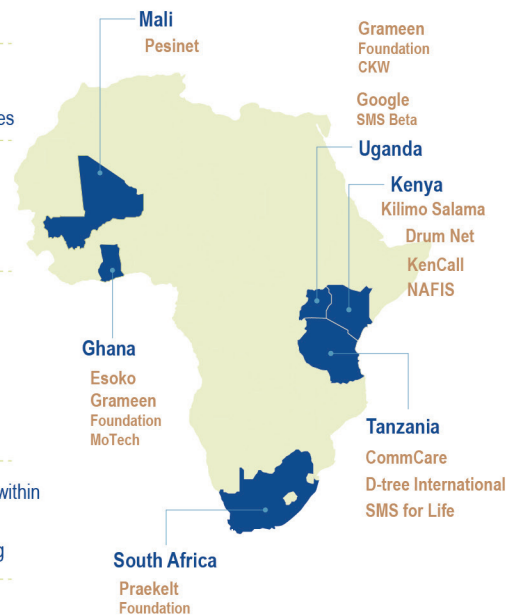 Mali
Pesinet
Grameen
Foundation
CKW
Google
SMS Beta
Uganda
Kenya
Kilimo Salama
Drum Net
KenCall
NAFIS
es
Ghana
Esoko
Grameen
Foundation
MoTech
Tanzania
CommCare
D-tree International
SMS for Life
within
g
South Africa
Praekelt
Foundation